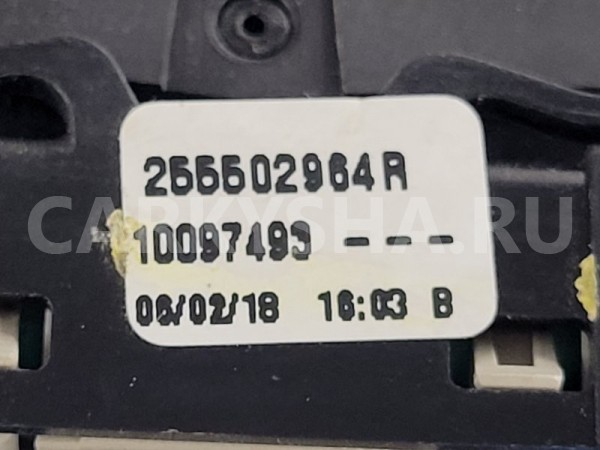 255502964R
10097493 ---
06/02/18 16:03 B
CARKYSHA.RU